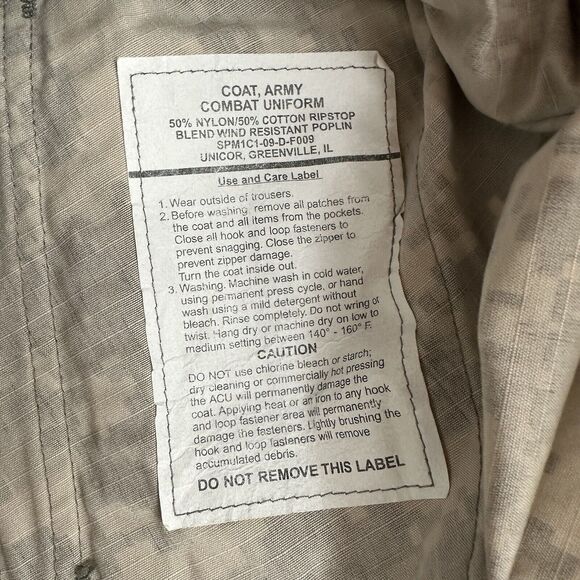 COAT, ARMY
COMBAT UNIFORM
50% NYLON/50% COTTON RIPSTOP
BLEND WIND RESISTANT POPLIN
SPM1C1-09-D-F009
UNICOR, GREENVILLE, IL
Use and Care Label
1. Wear outside of trousers.
2. Before washing, remove all patches from
the coat and all items from the pockets.
Close all hook and loop fasteners to
prevent snagging. Close the zipper to
prevent zipper damage.
Turn the coat inside out.
3. Washing. Machine wash in cold water,
using permanent press cycle, or hand
wash using a mild detergent without
bleach. Rinse completely. Do not wring or
twist. Hang dry or machine dry on low to
medium setting between 140° - 160° F.
CAUTION
DO NOT use chlorine bleach or starch;
dry cleaning or commercially hot pressing
the ACU will permanently damage the
coat. Applying heat or an iron to any hook
and loop fastener area will permanently
damage the fasteners. Lightly brushing the
hook and loop fasteners will remove
accumulated debris.
DO NOT REMOVE THIS LABEL